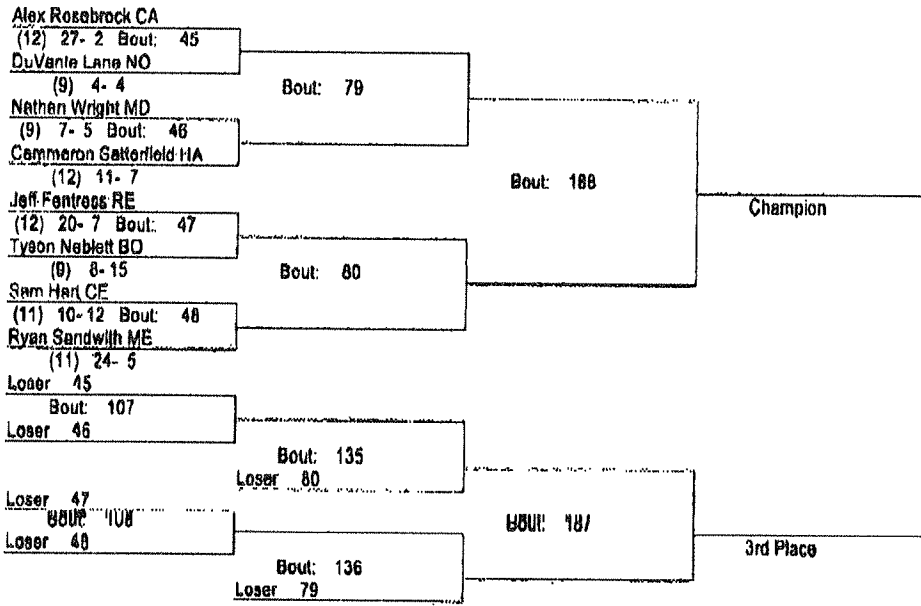 Alex Rosebrock CA
(12) 27- 2 Bout: 45
DuVante Lane NO
(9) 4- 4
Bout: 79
Nathan Wright MD
(9) 7- 5 Bout: 46
Cammeron Satterfield HA
(12) 11- 7
Bout: 188
Champion
Jeff Fentress RE
(12) 20- 7 Bout: 47
Tyson Neblett BO
(9) 8- 15
Bout: 80
Sam Hart CE
(11) 10- 12 Bout: 48
Ryan Sandwith ME
(11) 24- 5
Loser 45
Bout: 107
Loser 46
Bout: 135
Loser 80
Loser 47
Bout: 108
Loser 48
Bout: 187
3rd Place
Bout: 136
Loser 79